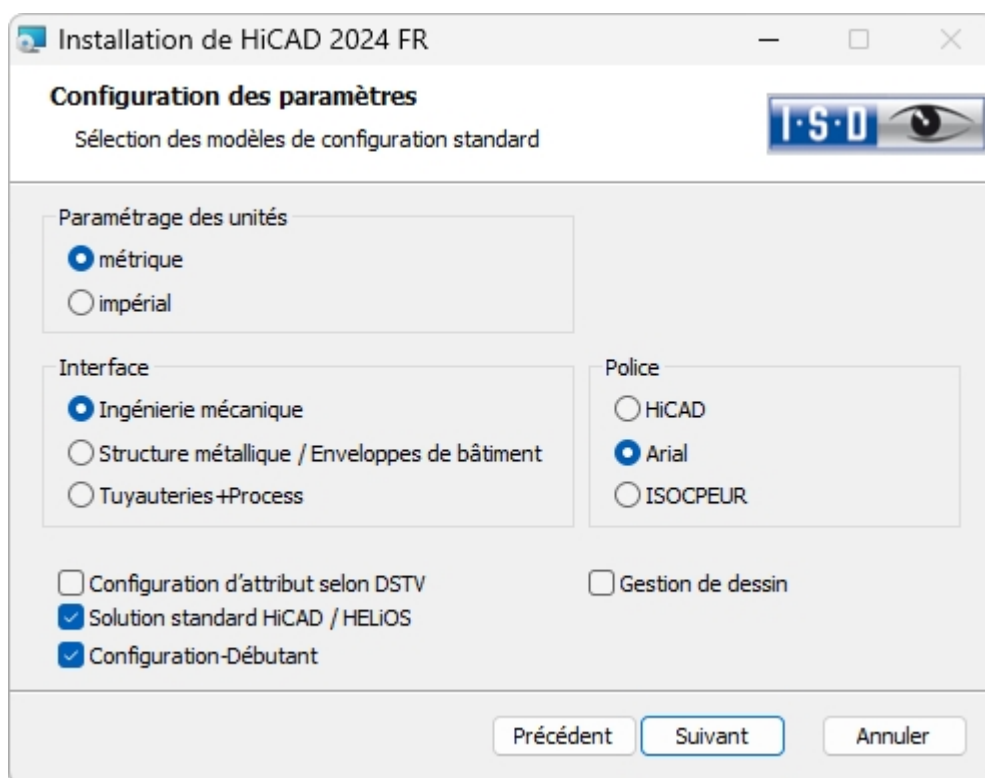 Installation de HiCAD 2024 FR
Configuration des paramètres
Sélection des modèles de configuration standard
I·S·D
Paramétrage des unités
métrique
impérial
Interface
Ingénierie mécanique
Structure métallique / Enveloppes de bâtiment
Tuyauteries+Process
Police
HiCAD
Arial
ISOCPEUR
Configuration d'attribut selon DSTV
Gestion de dessin
Solution standard HiCAD / HELiOS
Configuration-Débutant
Précédent
Suivant
Annuler